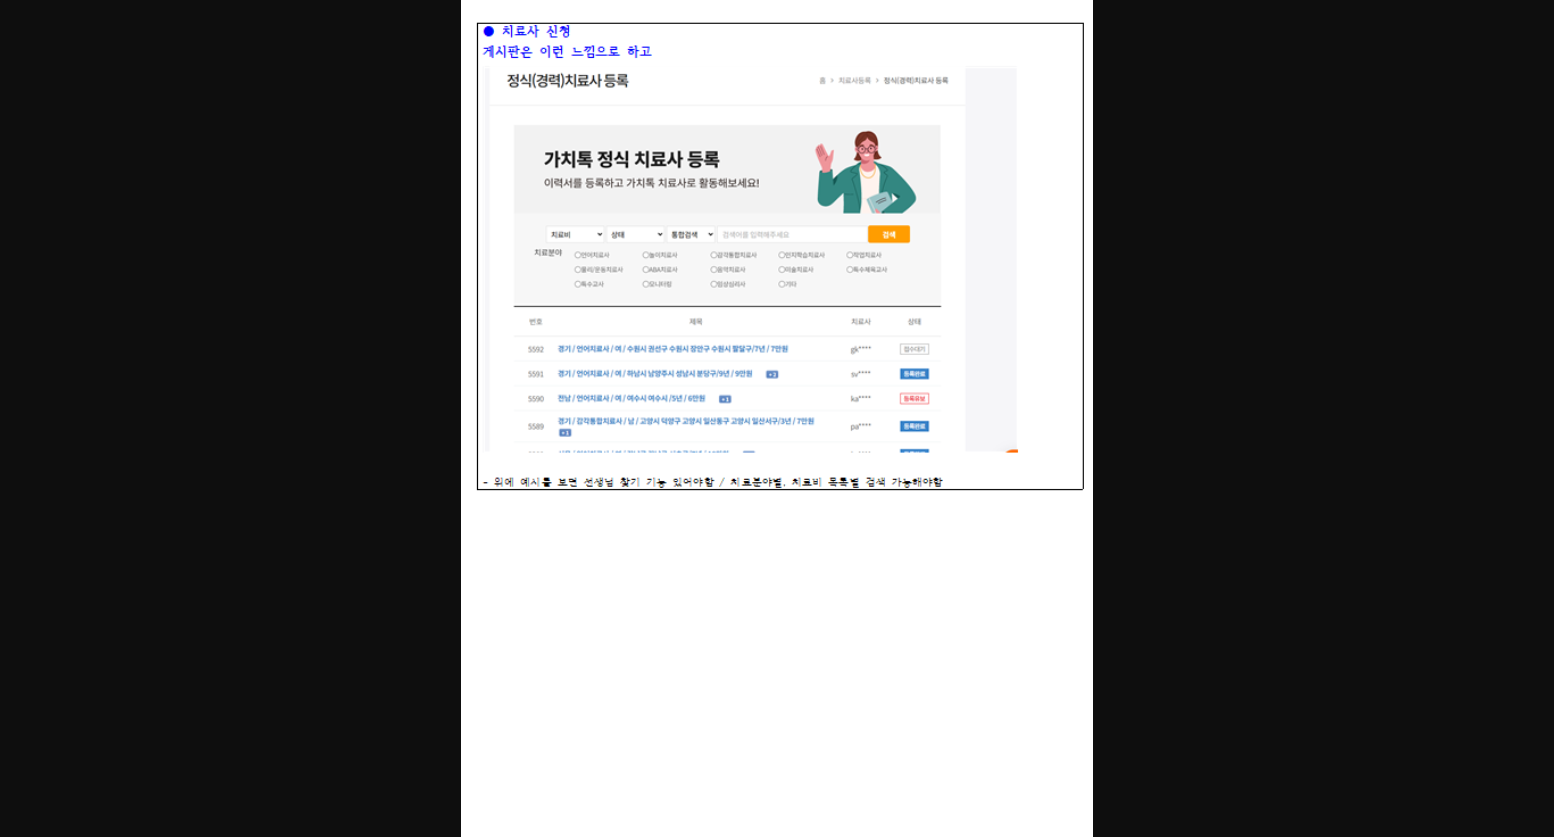 ● 치료사 신청
게시판은 이런 느낌으로 하고
정식(경력)치료사 등록
홈 > 치료사등록 > 정식(경력)치료사 등록
가치톡 정식 치료사 등록
이력서를 등록하고 가치톡 치료사로 활동해보세요!
치료비 상태 통합검색 검색어를 입력해주세요 검색
치료분야 언어치료사 놀이치료사 감각통합치료사 인지학습치료사 작업치료사
물리/운동치료사 ABA치료사 음악치료사 미술치료사 특수체육교사
특수교사 모니터링 임상심리사 기타
번호 제목 치료사 상태
5592 경기 / 언어치료사 / 여 / 수원시 권선구 수원시 장안구 수원시 팔달구/7년 / 7만원 gk**** 접수대기
5591 경기 / 언어치료사 / 여 / 하남시 남양주시 성남시 분당구/9년 / 9만원 +3 sv**** 등록완료
5590 전남 / 언어치료사 / 여 / 여수시 여수시 /5년 / 6만원 +1 ka**** 등록유보
5589 경기 / 감각통합치료사 / 남 / 고양시 덕양구 고양시 일산동구 고양시 일산서구/3년 / 7만원 pa**** 등록완료
+1
- 위에 예시를 보면 선생님 찾기 기능 있어야함 / 치료분야별, 치료비 목록별 검색 가능해야함